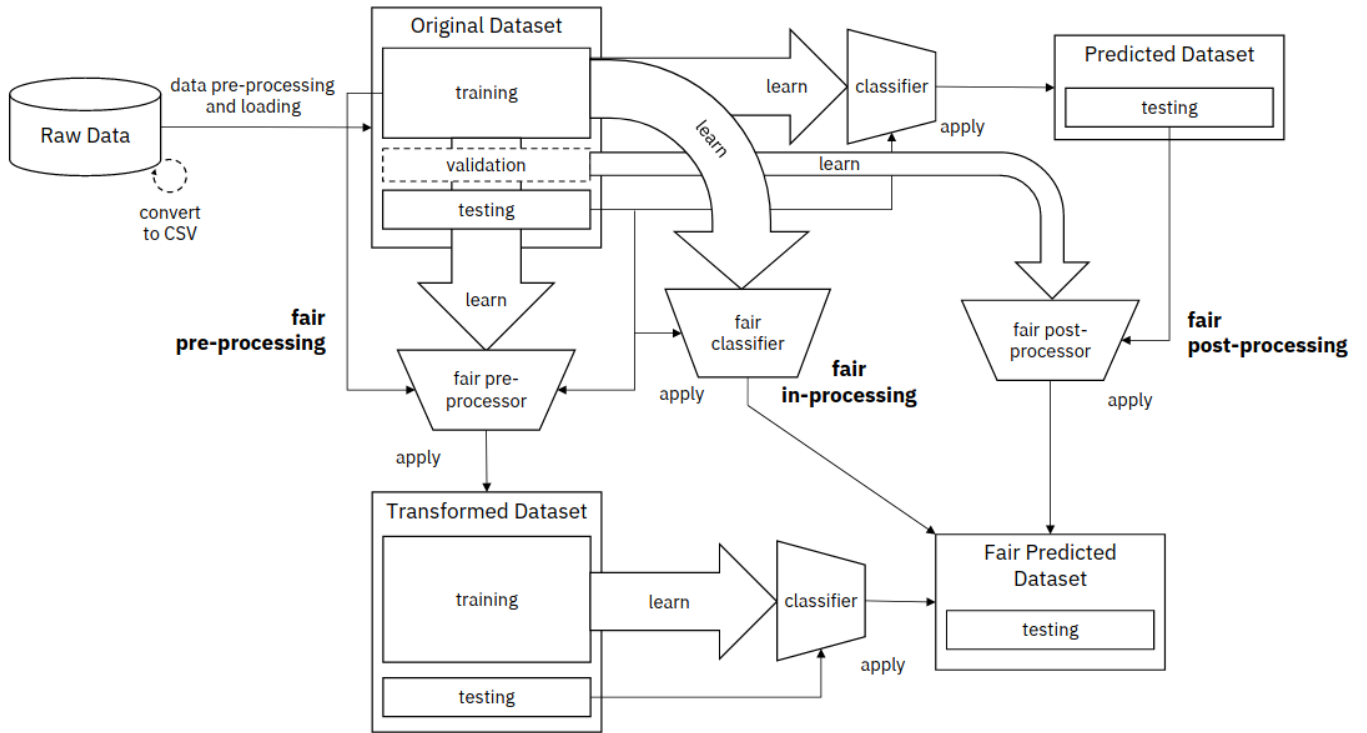 Original Dataset
training
validation
testing
data pre-processing
and loading
Raw Data
convert
to CSV
learn
classifier
apply
Predicted Dataset
testing
learn
learn
learn
fair
pre-processing
fair pre-
processor
apply
fair
classifier
apply
fair
in-processing
fair post-
processor
apply
fair
post-processing
Transformed Dataset
training
testing
learn
classifier
apply
Fair Predicted
Dataset
testing